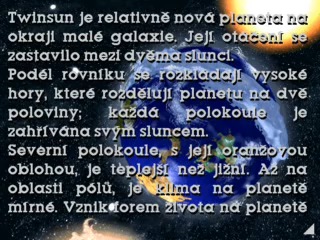 Twinsun je relativně nová planeta na
okraji malé galaxie. Její otáčení se
zastavilo mezi dvěma slunci.
Podél rovníku se rozkládají vysoké
hory, které rozdělují planetu na dvě
poloviny; každá polokoule je
zahřívána svým sluncem.
Severní polokoule, s její oranžovou
oblohou, je teplejší než jižní. Až na
oblasti pólů, je klima na planetě
mírné. Vznik forem života na planetě